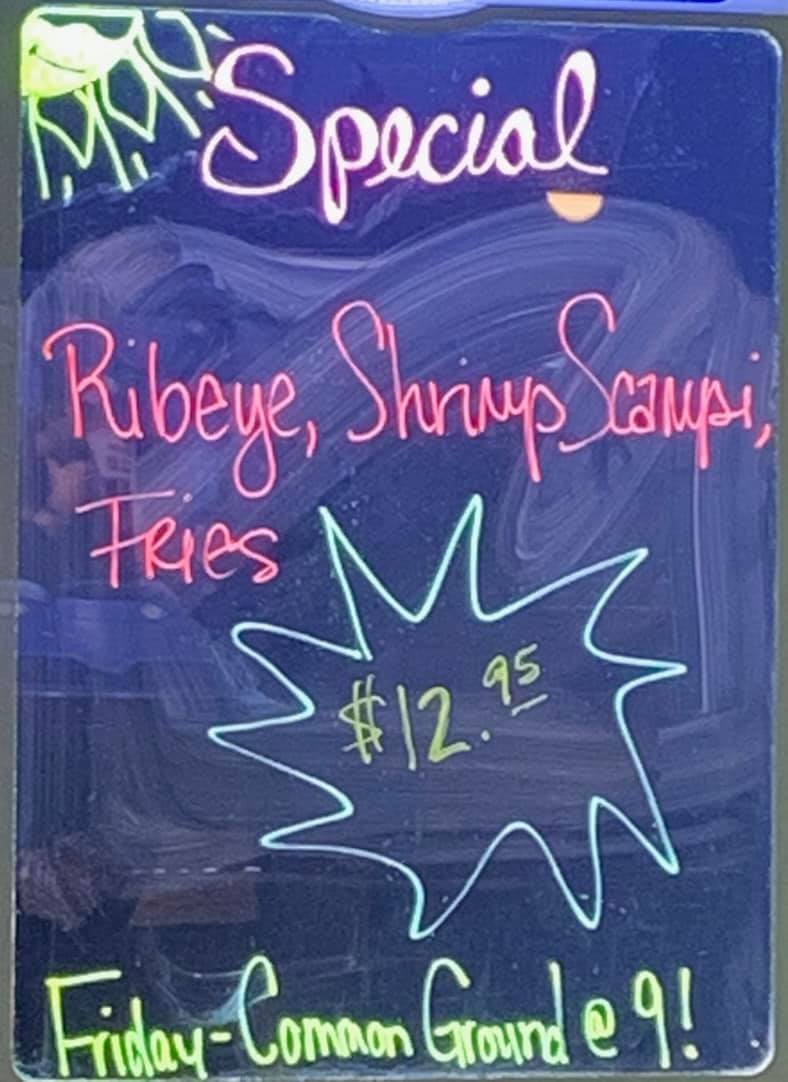 Special
Ribeye, Shrimp Scampi,
Fries
$12.95
Friday-Common Ground @ 9!